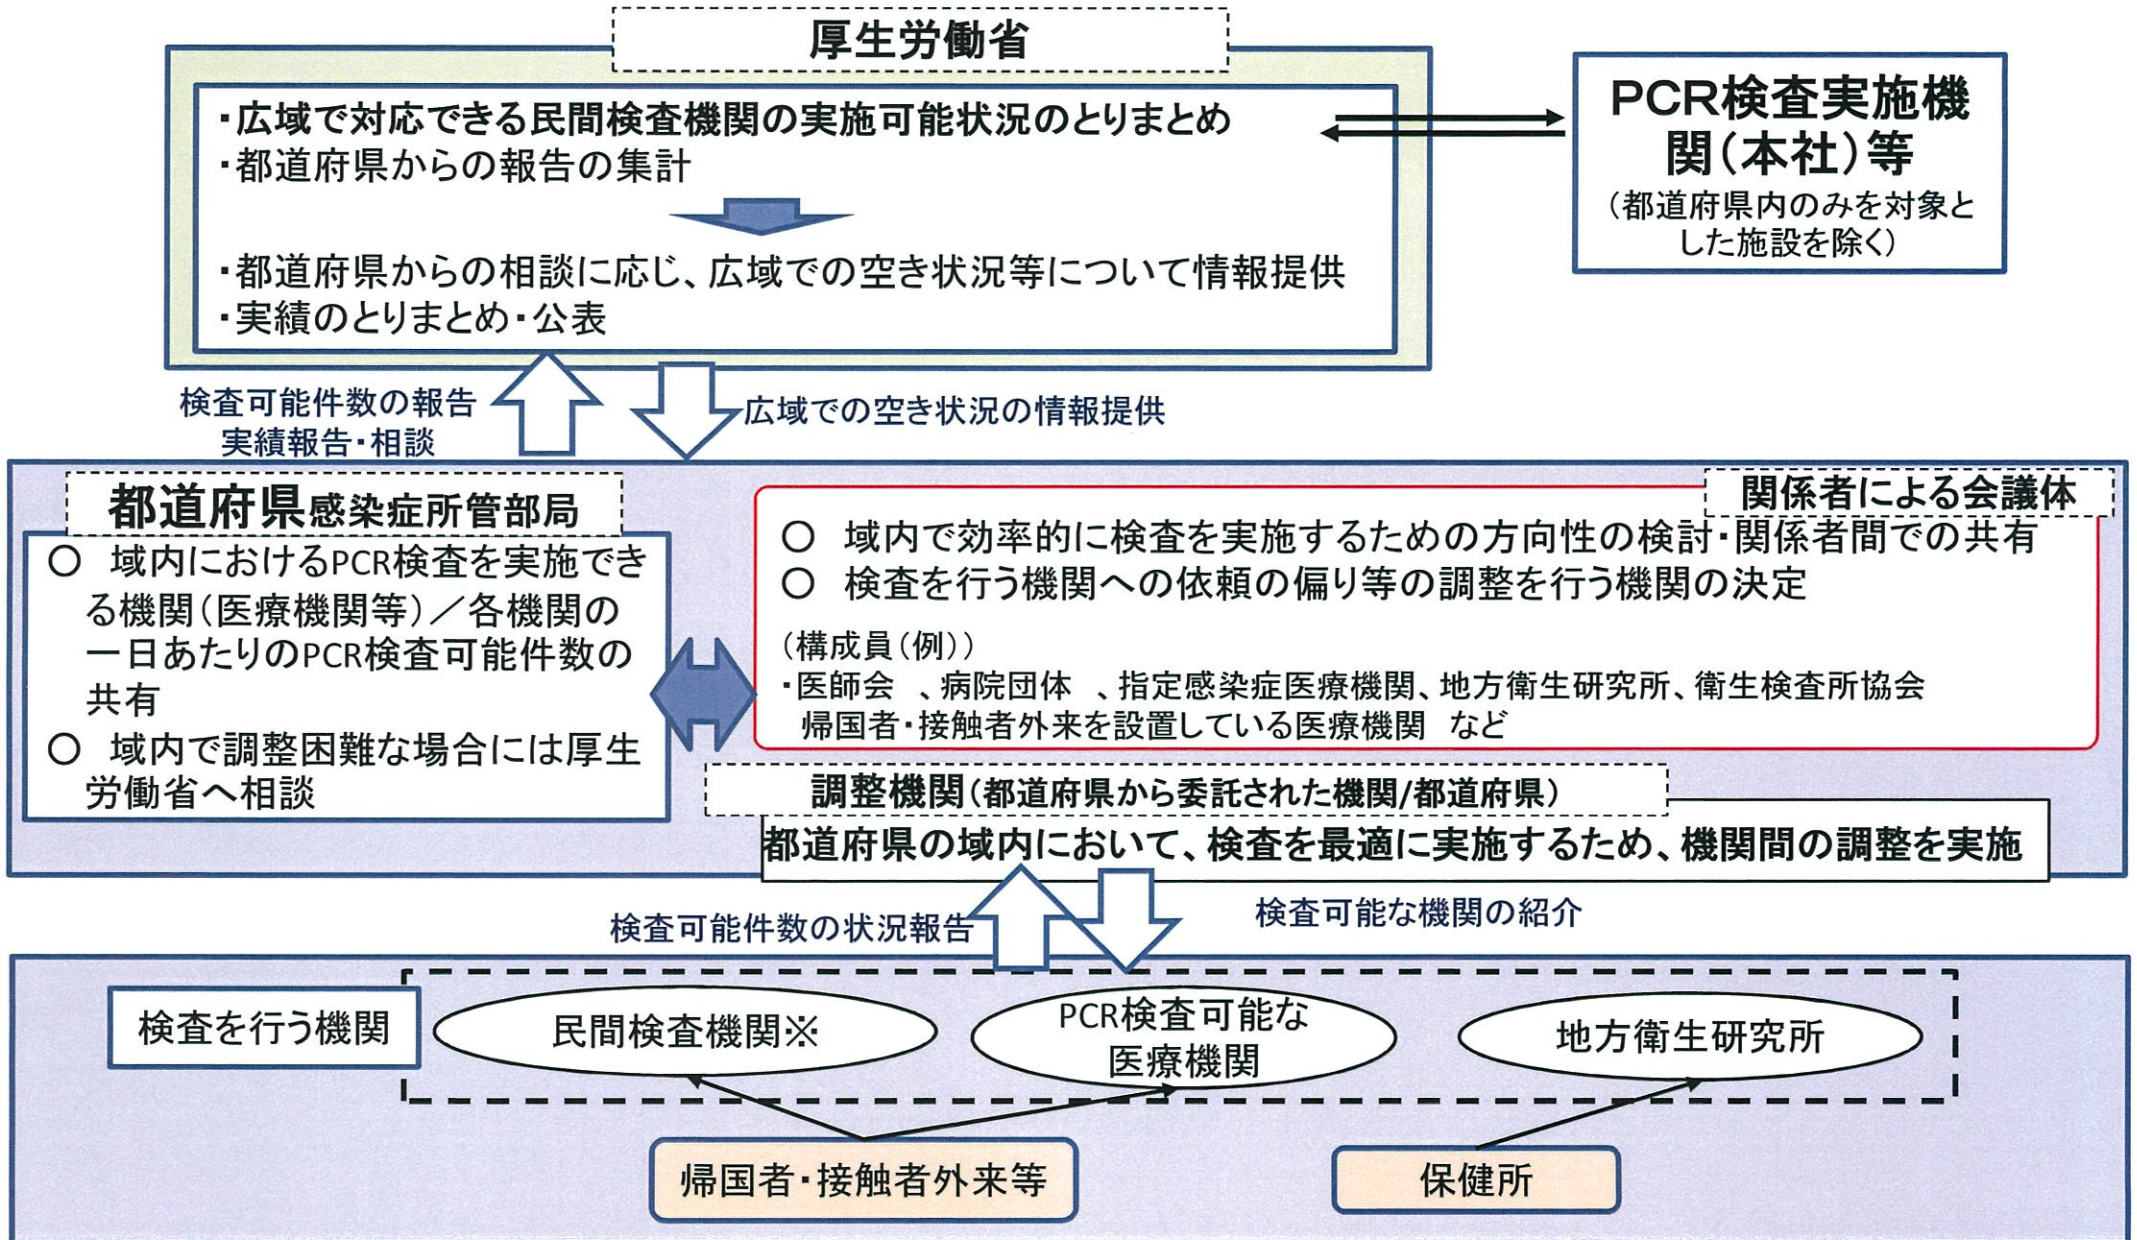 厚生労働省
・広域で対応できる民間検査機関の実施可能状況のとりまとめ
・都道府県からの報告の集計
・都道府県からの相談に応じ、広域での空き状況等について情報提供
・実績のとりまとめ・公表
PCR検査実施機
関(本社)等
(都道府県内のみを対象と
した施設を除く)
検査可能件数の報告
実績報告・相談
広域での空き状況の情報提供
都道府県感染症所管部局
○ 域内におけるPCR検査を実施でき
る機関(医療機関等)/各機関の
一日あたりのPCR検査可能件数の
共有
○ 域内で調整困難な場合には厚生
労働省へ相談
関係者による会議体
○ 域内で効率的に検査を実施するための方向性の検討・関係者間での共有
○ 検査を行う機関への依頼の偏り等の調整を行う機関の決定
(構成員(例))
・医師会 、病院団体 、指定感染症医療機関、地方衛生研究所、衛生検査所協会
帰国者・接触者外来を設置している医療機関 など
調整機関(都道府県から委託された機関/都道府県)
都道府県の域内において、検査を最適に実施するため、機関間の調整を実施
検査可能件数の状況報告
検査可能な機関の紹介
検査を行う機関
民間検査機関※
PCR検査可能な
医療機関
地方衛生研究所
帰国者・接触者外来等
保健所